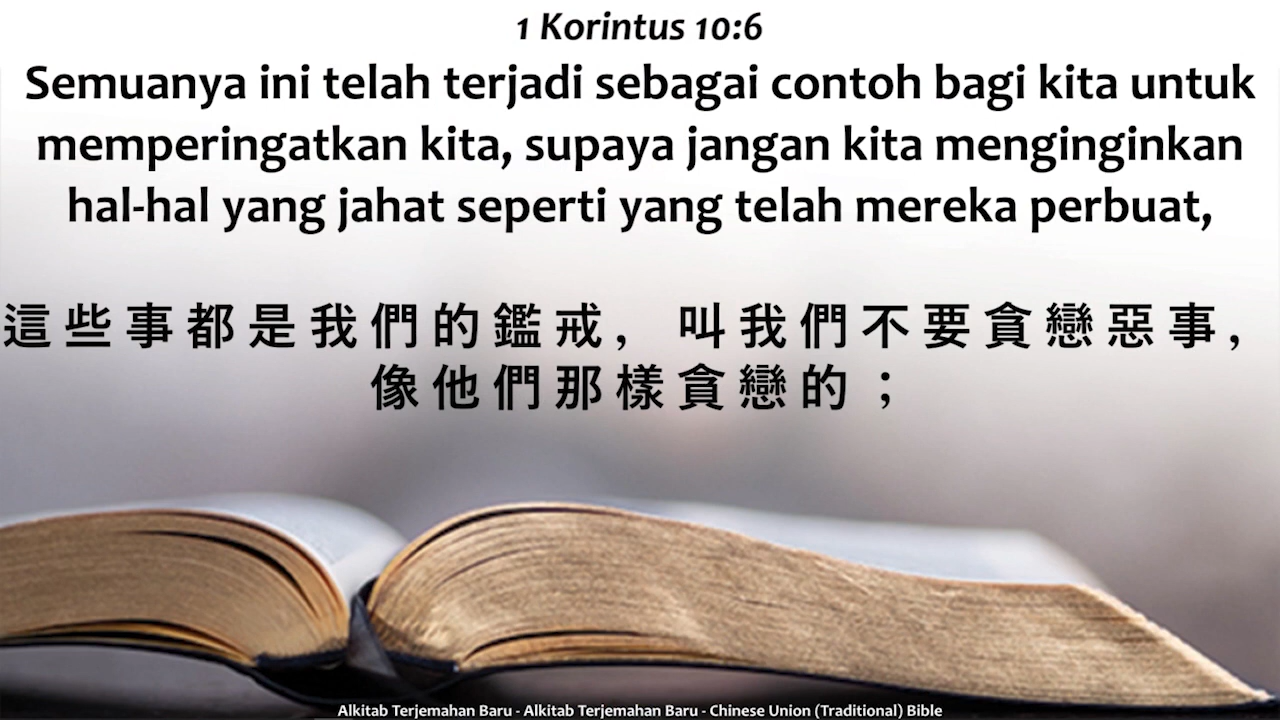 1 Korintus 10:6
Semuanya ini telah terjadi sebagai contoh bagi kita untuk
memperingatkan kita, supaya jangan kita menginginkan
hal-hal yang jahat seperti yang telah mereka perbuat,
這些事都是我們的鑑戒，叫我們不要貪戀惡事，
像他們那樣貪戀的；
Alkitab Terjemahan Baru - Alkitab Terjemahan Baru - Chinese Union (Traditional) Bible